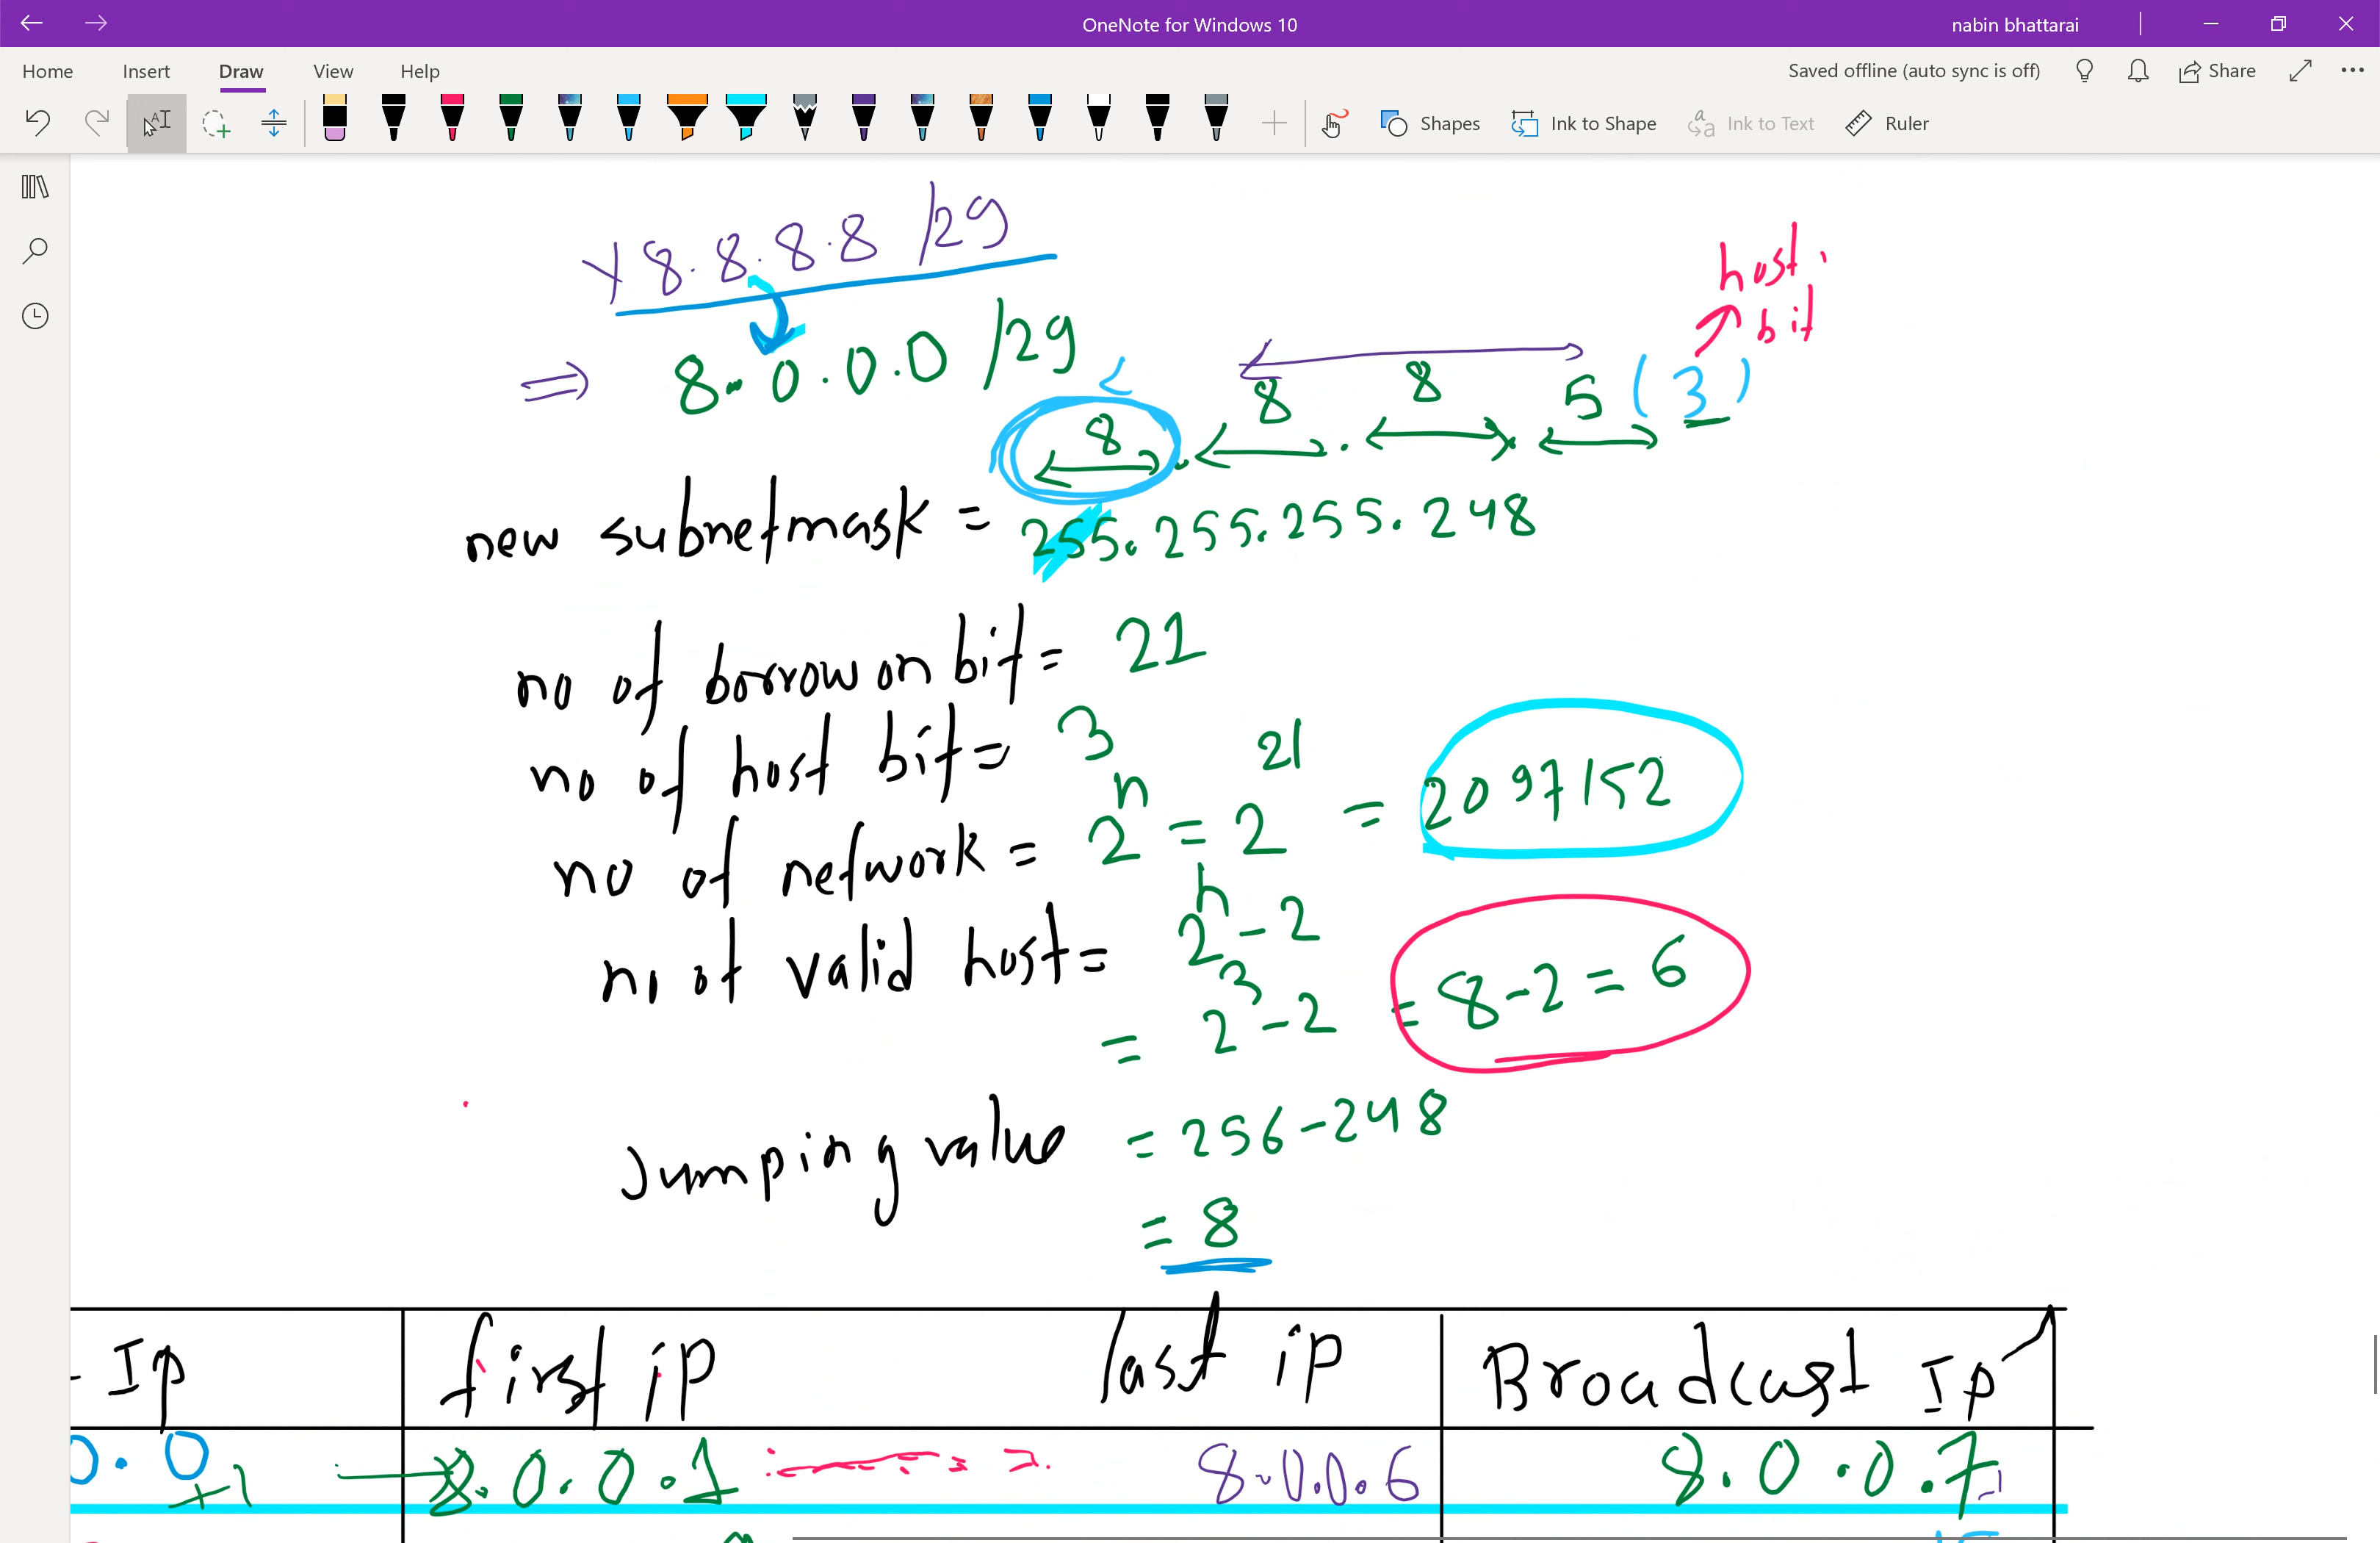 OneNote for Windows 10
nabin bhattarai
Home Insert Draw View Help
Saved offline (auto sync is off) Share
Shapes Ink to Shape Ink to Text Ruler
8.8.8.8 /29
host
bit
⇒ 8.0.0.0 /29
8 . 8 . 8 . 5 (3)
new subnetmask = 255.255.255.248
no of borrow on bit = 21
no of host bit = 3
no of network = 2^n = 2^21 = 2097152
no of valid host = 2^h - 2
= 2^3 - 2 = 8 - 2 = 6
Jumping value = 256 - 248
= 8
Ip first ip last ip Broadcast Ip
0.0 +1 8.0.0.1 8.0.0.6 8.0.0.7 -1